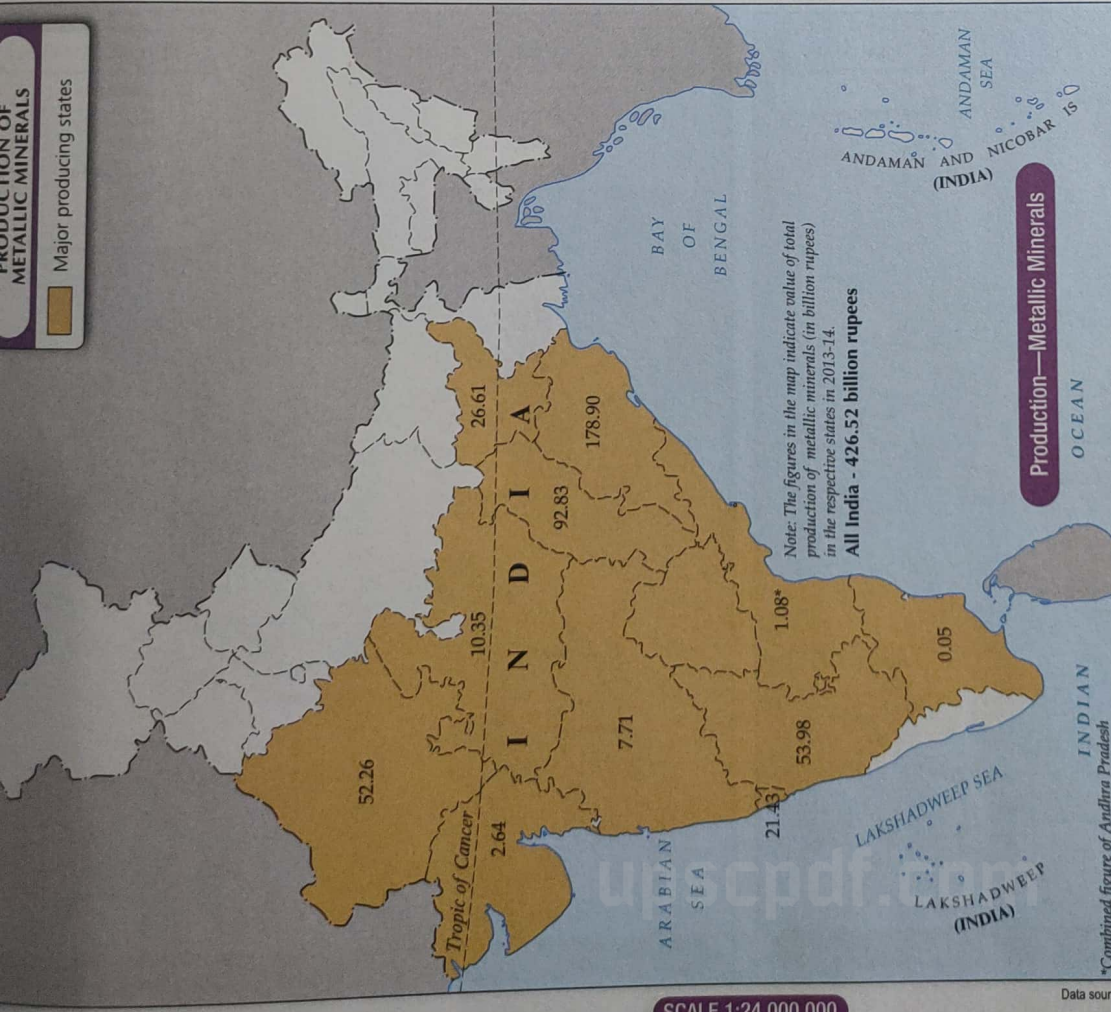 PRODUCTION OF
METALLIC MINERALS
Major producing states
52.26
Tropic of Cancer
2.64
10.35
26.61
I N D I A
92.83
178.90
7.71
53.98
21.43
1.08*
0.05
ARABIAN
SEA
BAY
OF
BENGAL
ANDAMAN
SEA
ANDAMAN AND NICOBAR IS
(INDIA)
LAKSHADWEEP SEA
LAKSHADWEEP
(INDIA)
INDIAN
OCEAN
Note: The figures in the map indicate value of total
production of metallic minerals (in billion rupees)
in the respective states in 2013-14.
All India - 426.52 billion rupees
Production—Metallic Minerals
*Combined figure of Andhra Pradesh
SCALE 1:24 000 000
Data
upscpdf.com